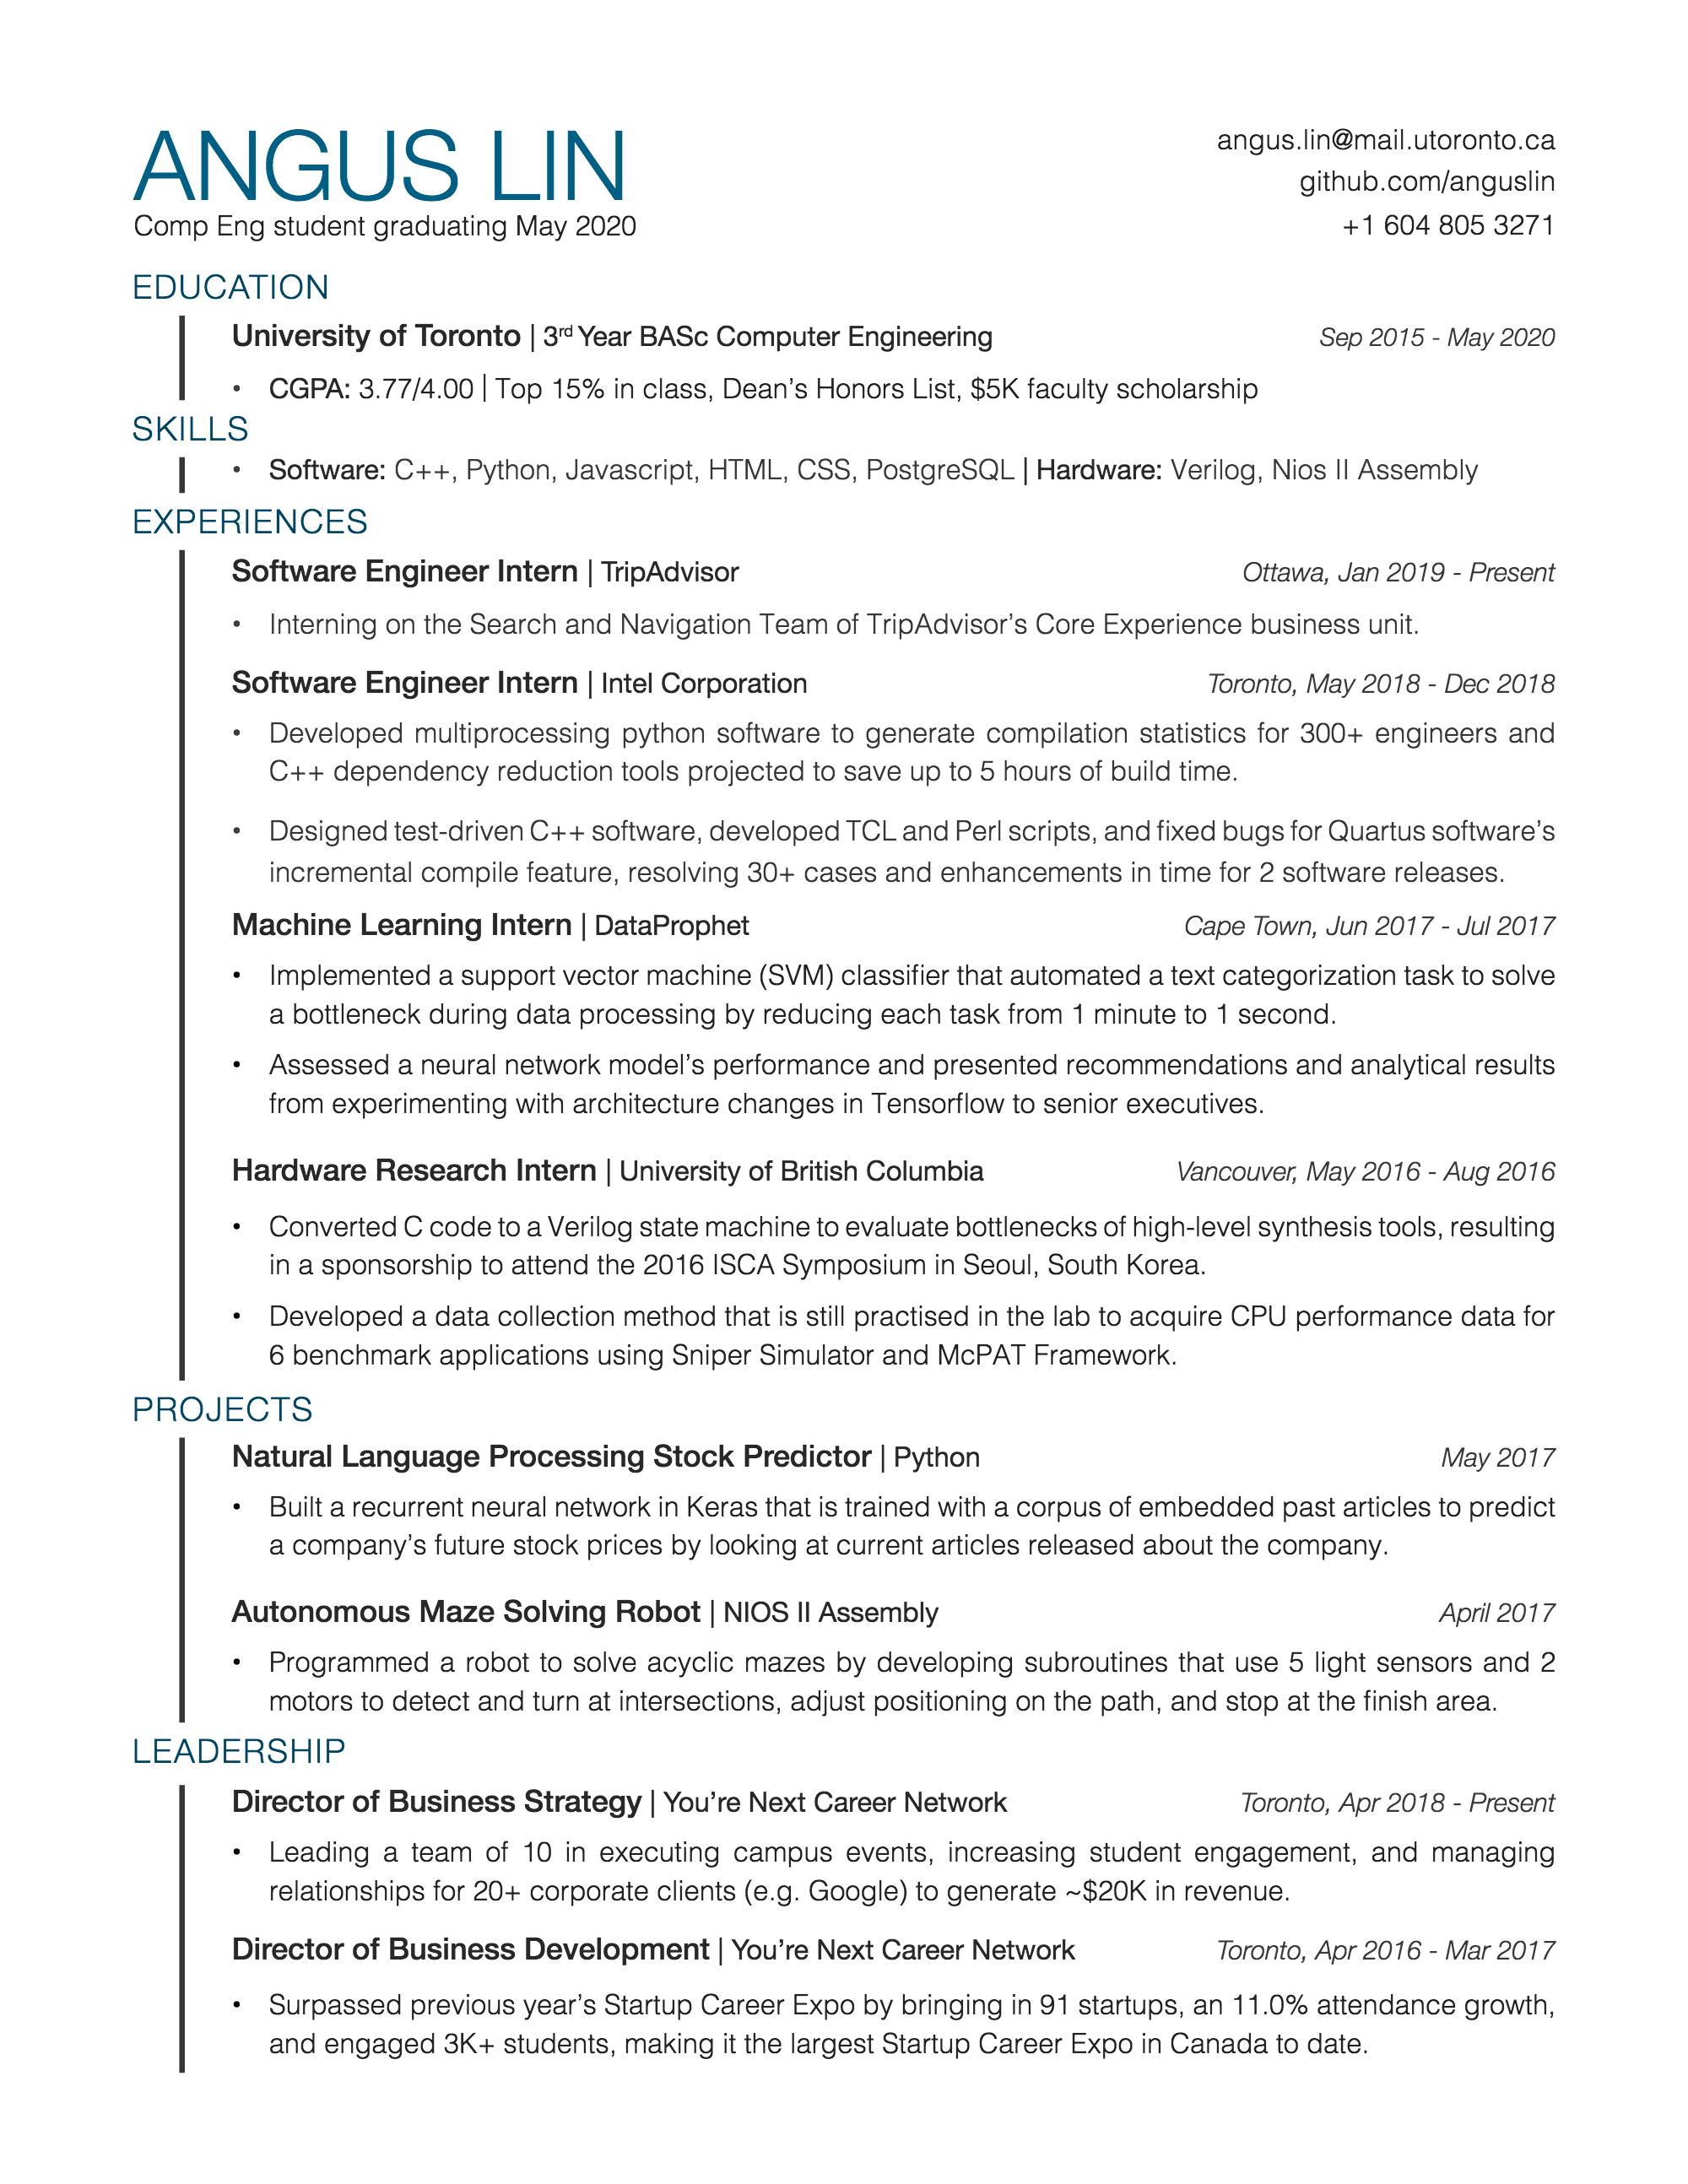 ANGUS LIN
Comp Eng student graduating May 2020
angus.lin@mail.utoronto.ca
github.com/anguslin
+1 604 805 3271
EDUCATION
University of Toronto | 3rd Year BASc Computer Engineering Sep 2015 - May 2020
• CGPA: 3.77/4.00 | Top 15% in class, Dean’s Honors List, $5K faculty scholarship
SKILLS
• Software: C++, Python, Javascript, HTML, CSS, PostgreSQL | Hardware: Verilog, Nios II Assembly
EXPERIENCES
Software Engineer Intern | TripAdvisor Ottawa, Jan 2019 - Present
• Interning on the Search and Navigation Team of TripAdvisor’s Core Experience business unit.
Software Engineer Intern | Intel Corporation Toronto, May 2018 - Dec 2018
• Developed multiprocessing python software to generate compilation statistics for 300+ engineers and
C++ dependency reduction tools projected to save up to 5 hours of build time.
• Designed test-driven C++ software, developed TCL and Perl scripts, and fixed bugs for Quartus software’s
incremental compile feature, resolving 30+ cases and enhancements in time for 2 software releases.
Machine Learning Intern | DataProphet Cape Town, Jun 2017 - Jul 2017
• Implemented a support vector machine (SVM) classifier that automated a text categorization task to solve
a bottleneck during data processing by reducing each task from 1 minute to 1 second.
• Assessed a neural network model’s performance and presented recommendations and analytical results
from experimenting with architecture changes in Tensorflow to senior executives.
Hardware Research Intern | University of British Columbia Vancouver, May 2016 - Aug 2016
• Converted C code to a Verilog state machine to evaluate bottlenecks of high-level synthesis tools, resulting
in a sponsorship to attend the 2016 ISCA Symposium in Seoul, South Korea.
• Developed a data collection method that is still practised in the lab to acquire CPU performance data for
6 benchmark applications using Sniper Simulator and McPAT Framework.
PROJECTS
Natural Language Processing Stock Predictor | Python May 2017
• Built a recurrent neural network in Keras that is trained with a corpus of embedded past articles to predict
a company’s future stock prices by looking at current articles released about the company.
Autonomous Maze Solving Robot | NIOS II Assembly April 2017
• Programmed a robot to solve acyclic mazes by developing subroutines that use 5 light sensors and 2
motors to detect and turn at intersections, adjust positioning on the path, and stop at the finish area.
LEADERSHIP
Director of Business Strategy | You’re Next Career Network Toronto, Apr 2018 - Present
• Leading a team of 10 in executing campus events, increasing student engagement, and managing
relationships for 20+ corporate clients (e.g. Google) to generate ~$20K in revenue.
Director of Business Development | You’re Next Career Network Toronto, Apr 2016 - Mar 2017
• Surpassed previous year’s Startup Career Expo by bringing in 91 startups, an 11.0% attendance growth,
and engaged 3K+ students, making it the largest Startup Career Expo in Canada to date.